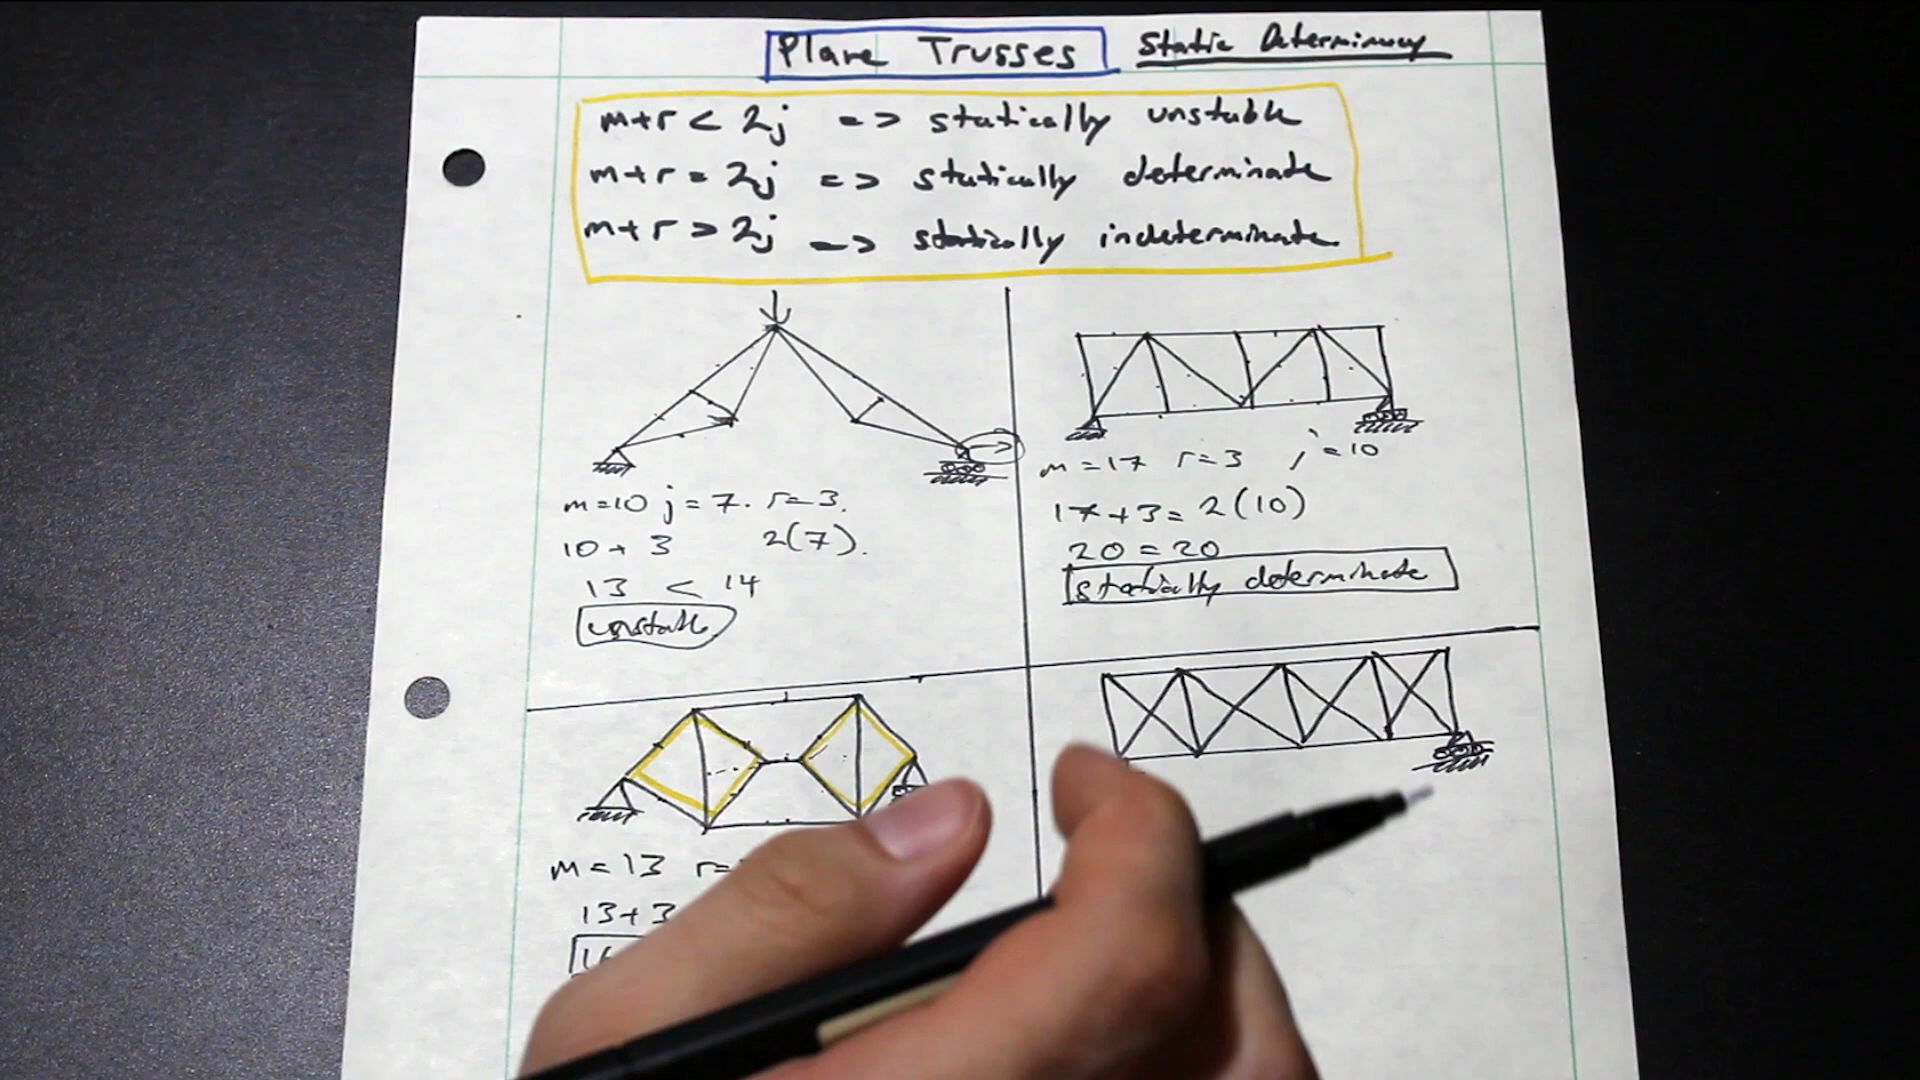 Plane Trusses Static Determinacy
m+r < 2j => statically unstable
m+r = 2j => statically determinate
m+r > 2j => statically indeterminate
m=10 j=7. r=3.
10+3 2(7).
13 < 14
unstable
m=17 r=3 j=10
17+3=2(10)
20=20
statically determinate
m=13 r=
13+3
16